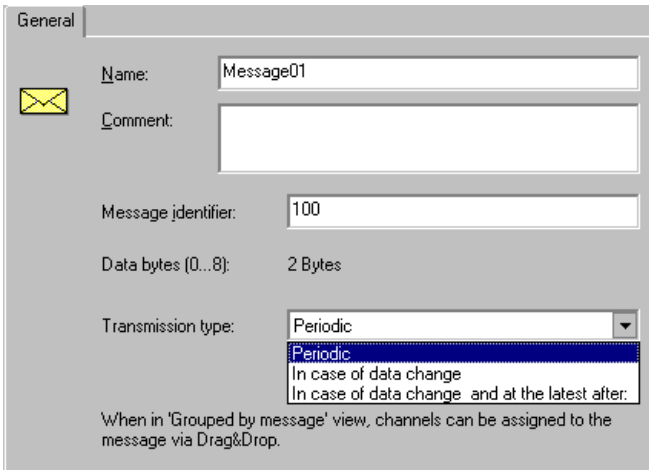 General
Name: Message01
Comment:
Message identifier: 100
Data bytes (0...8): 2 Bytes
Transmission type: Periodic
Periodic
In case of data change
In case of data change  and at the latest after:
When in 'Grouped by message' view, channels can be assigned to the
message via Drag&Drop.